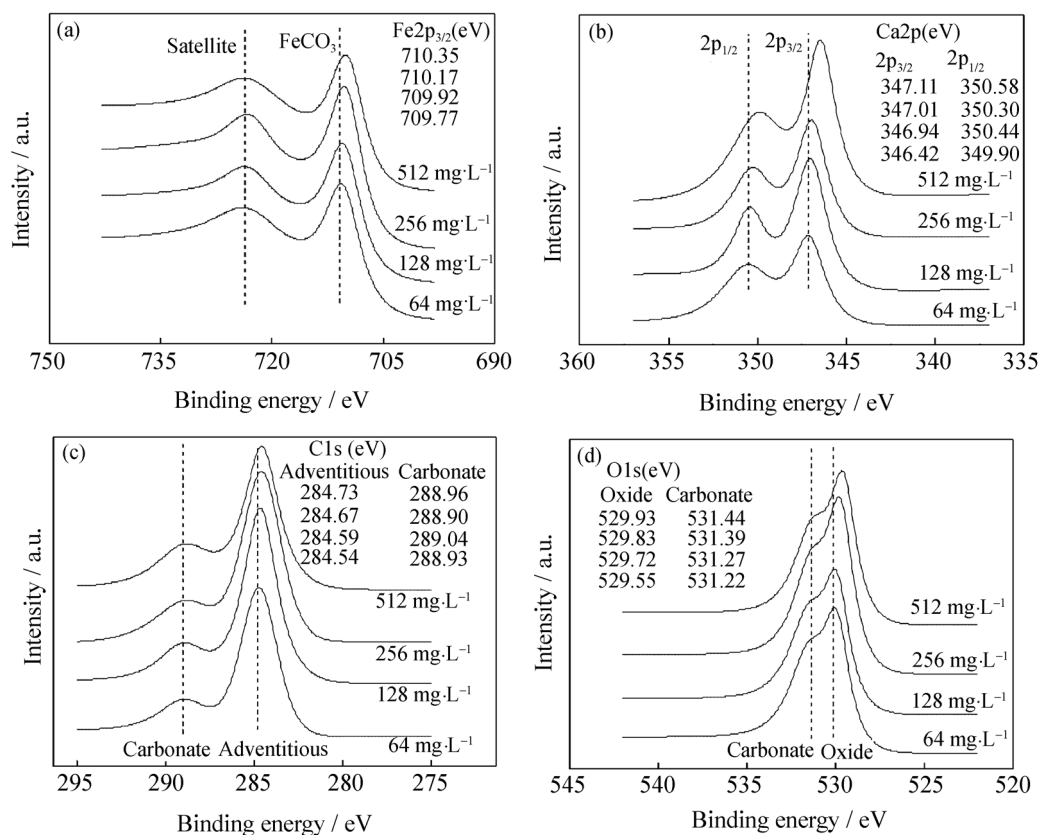 (a)
Satellite
FeCO₃
Fe2p₃/₂(eV)
710.35
710.17
709.92
709.77
512 mg·L⁻¹
256 mg·L⁻¹
128 mg·L⁻¹
64 mg·L⁻¹
Intensity / a.u.
750 735 720 705 690
Binding energy / eV
(b)
2p₁/₂
2p₃/₂
Ca2p(eV)
2p₃/₂ 2p₁/₂
347.11 350.58
347.01 350.30
346.94 350.44
346.42 349.90
512 mg·L⁻¹
256 mg·L⁻¹
128 mg·L⁻¹
64 mg·L⁻¹
Intensity / a.u.
360 355 350 345 340 335
Binding energy / eV
(c)
C1s (eV)
Adventitious Carbonate
284.73 288.96
284.67 288.90
284.59 289.04
284.54 288.93
512 mg·L⁻¹
256 mg·L⁻¹
128 mg·L⁻¹
64 mg·L⁻¹
Carbonate Adventitious
Intensity / a.u.
295 290 285 280 275
Binding energy / eV
(d)
O1s(eV)
Oxide Carbonate
529.93 531.44
529.83 531.39
529.72 531.27
529.55 531.22
512 mg·L⁻¹
256 mg·L⁻¹
128 mg·L⁻¹
64 mg·L⁻¹
Carbonate Oxide
Intensity / a.u.
545 540 535 530 525 520
Binding energy / eV